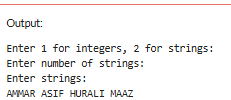 Output:
Enter 1 for integers, 2 for strings:
Enter number of strings:
Enter strings:
AMMAR ASIF HURALI MAAZ